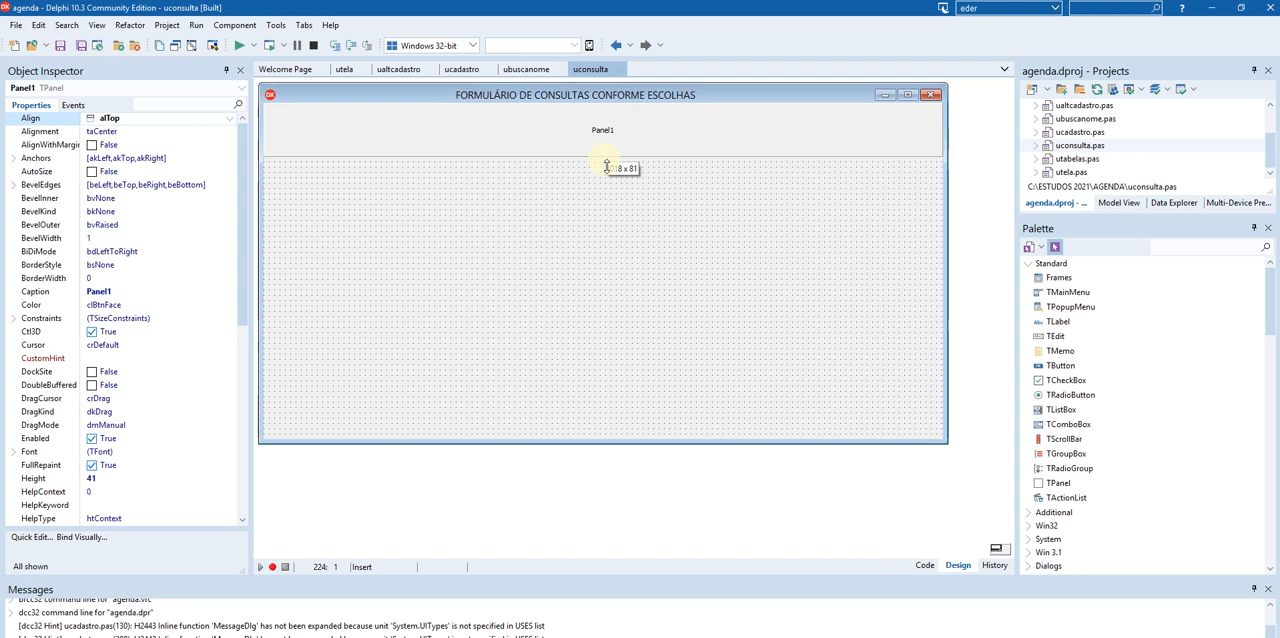 agenda - Delphi 10.3 Community Edition - uconsulta [Built]
eder
File Edit Search View Refactor Project Run Component Tools Tabs Help
Windows 32-bit
Object Inspector
Panel1 TPanel
Properties Events
Align alTop
Alignment taCenter
AlignWithMargin False
Anchors [akLeft,akTop,akRight]
AutoSize False
BevelEdges [beLeft,beTop,beRight,beBottom]
BevelInner bvNone
BevelKind bkNone
BevelOuter bvRaised
BevelWidth 1
BiDiMode bdLeftToRight
BorderStyle bsNone
BorderWidth 0
Caption Panel1
Color clBtnFace
Constraints (TSizeConstraints)
Ctl3D True
Cursor crDefault
CustomHint
DockSite False
DoubleBuffered False
DragCursor crDrag
DragKind dkDrag
DragMode dmManual
Enabled True
Font (TFont)
FullRepaint True
Height 41
HelpContext 0
HelpKeyword
HelpType htContext
Quick Edit... Bind Visually...
All shown
Welcome Page utela ualtcadastro ucadastro ubuscanome uconsulta
FORMULÁRIO DE CONSULTAS CONFORME ESCOLHAS
Panel1
8 x 81
224: 1 Insert
Code Design History
agenda.dproj - Projects
ualtcadastro.pas
ubuscanome.pas
ucadastro.pas
uconsulta.pas
utabelas.pas
utela.pas
C:\ESTUDOS 2021\AGENDA\uconsulta.pas
agenda.dproj - ... Model View Data Explorer Multi-Device Pre...
Palette
Standard
Frames
TMainMenu
TPopupMenu
Abc TLabel
TEdit
TMemo
TButton
TCheckBox
TRadioButton
TListBox
TComboBox
TScrollBar
TGroupBox
TRadioGroup
TPanel
TActionList
Additional
Win32
System
Win 3.1
Dialogs
Messages
brcc32 command line for "agenda.vrc"
dcc32 command line for "agenda.dpr"
[dcc32 Hint] ucadastro.pas(130): H2443 Inline function 'MessageDlg' has not been expanded because unit 'System.UITypes' is not specified in USES list